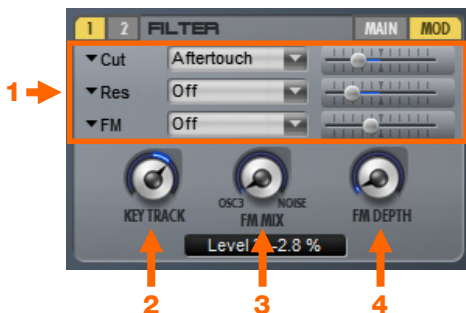 1 2 FILTER MAIN MOD
Cut Aftertouch
1 Res Off
FM Off
KEY TRACK OSC3 FM MIX NOISE FM DEPTH
Level -2.8 %
2 3 4